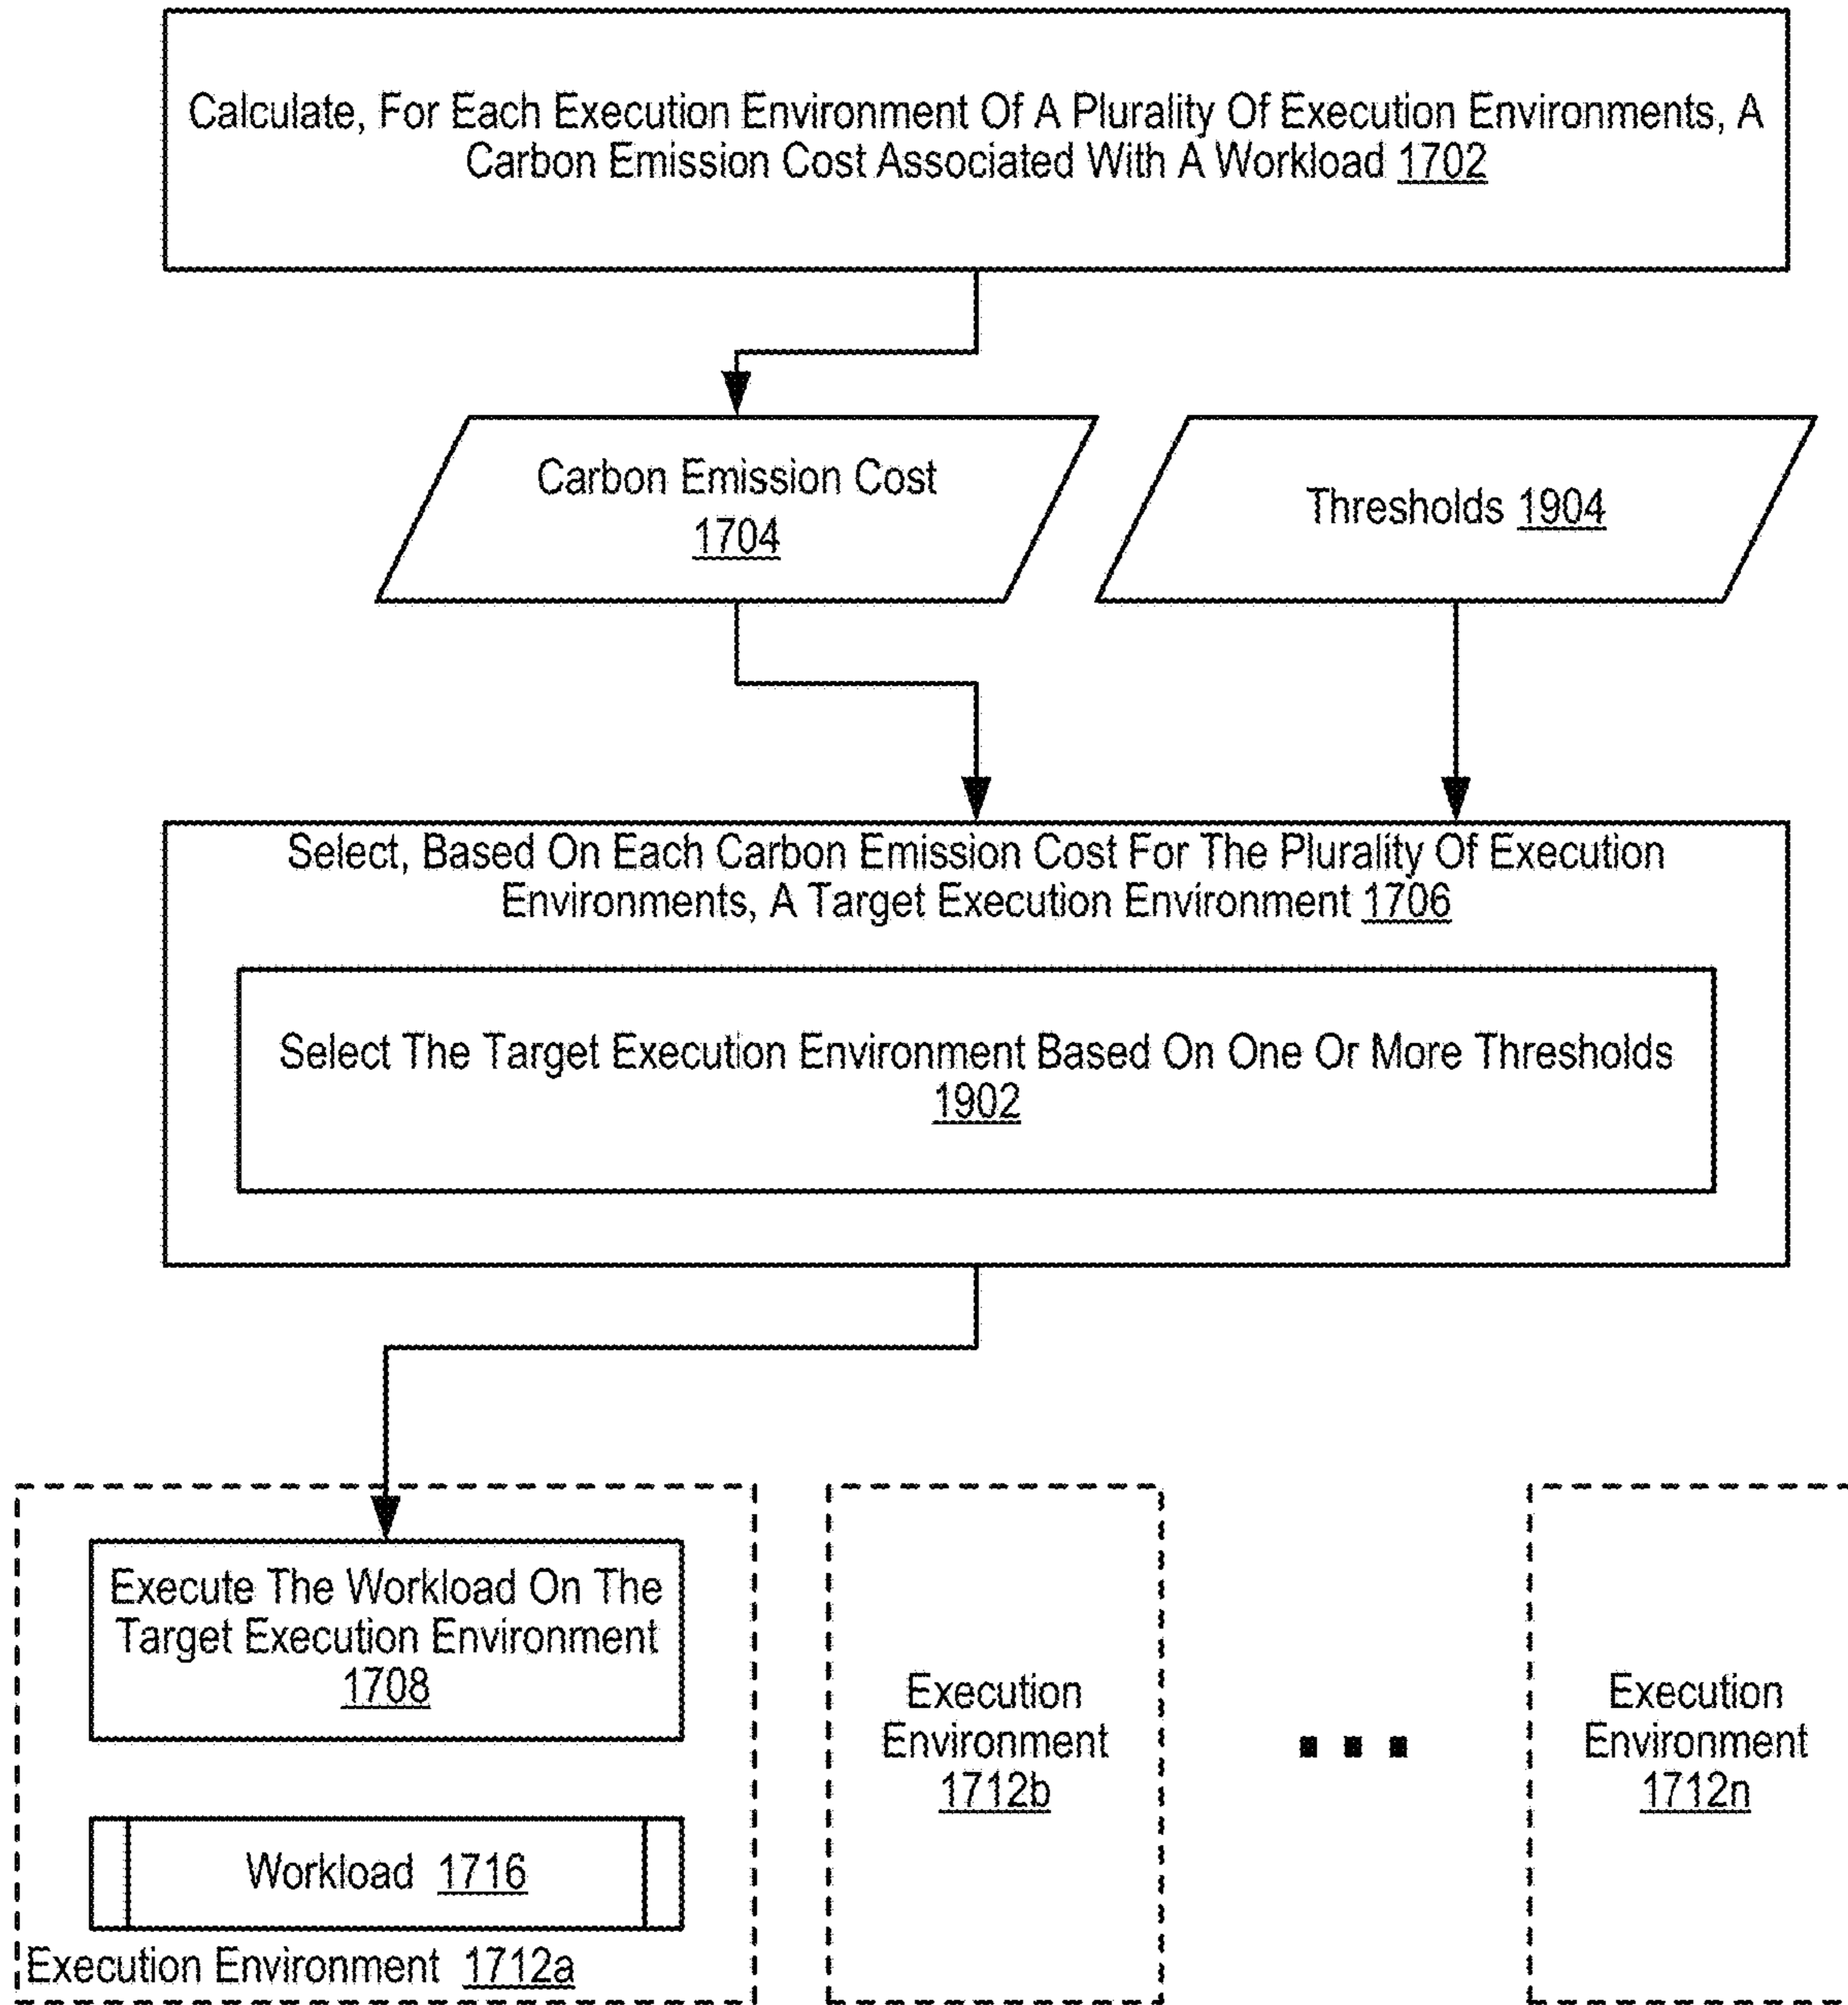 Calculate, For Each Execution Environment Of A Plurality Of Execution Environments, A
Carbon Emission Cost Associated With A Workload 1702
Carbon Emission Cost
1704
Thresholds 1904
Select, Based On Each Carbon Emission Cost For The Plurality Of Execution
Environments, A Target Execution Environment 1706
Select The Target Execution Environment Based On One Or More Thresholds
1902
Execute The Workload On The
Target Execution Environment
1708
Workload 1716
Execution Environment 1712a
Execution
Environment
1712b
Execution
Environment
1712n